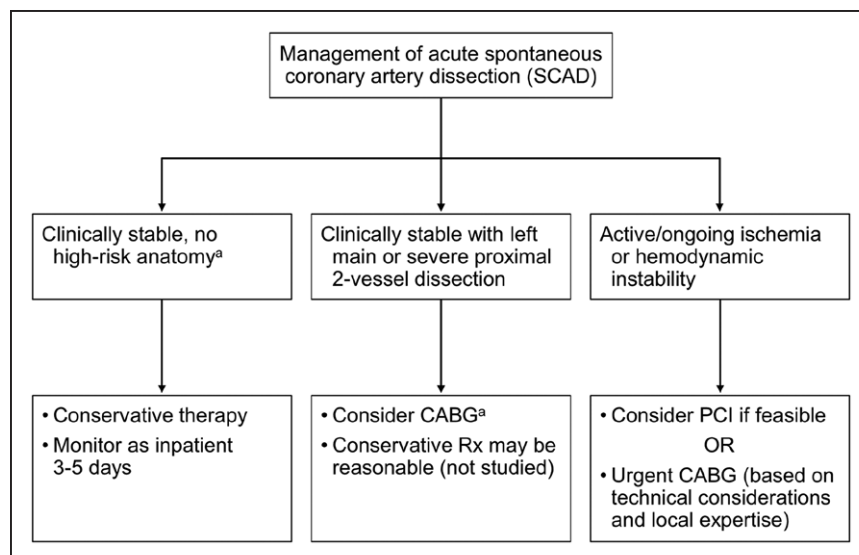 Management of acute spontaneous
coronary artery dissection (SCAD)
Clinically stable, no
high-risk anatomyᵃ
Clinically stable with left
main or severe proximal
2-vessel dissection
Active/ongoing ischemia
or hemodynamic
instability
• Conservative therapy
• Monitor as inpatient
3-5 days
• Consider CABGᵃ
• Conservative Rx may be
reasonable (not studied)
• Consider PCI if feasible
OR
• Urgent CABG (based on
technical considerations
and local expertise)